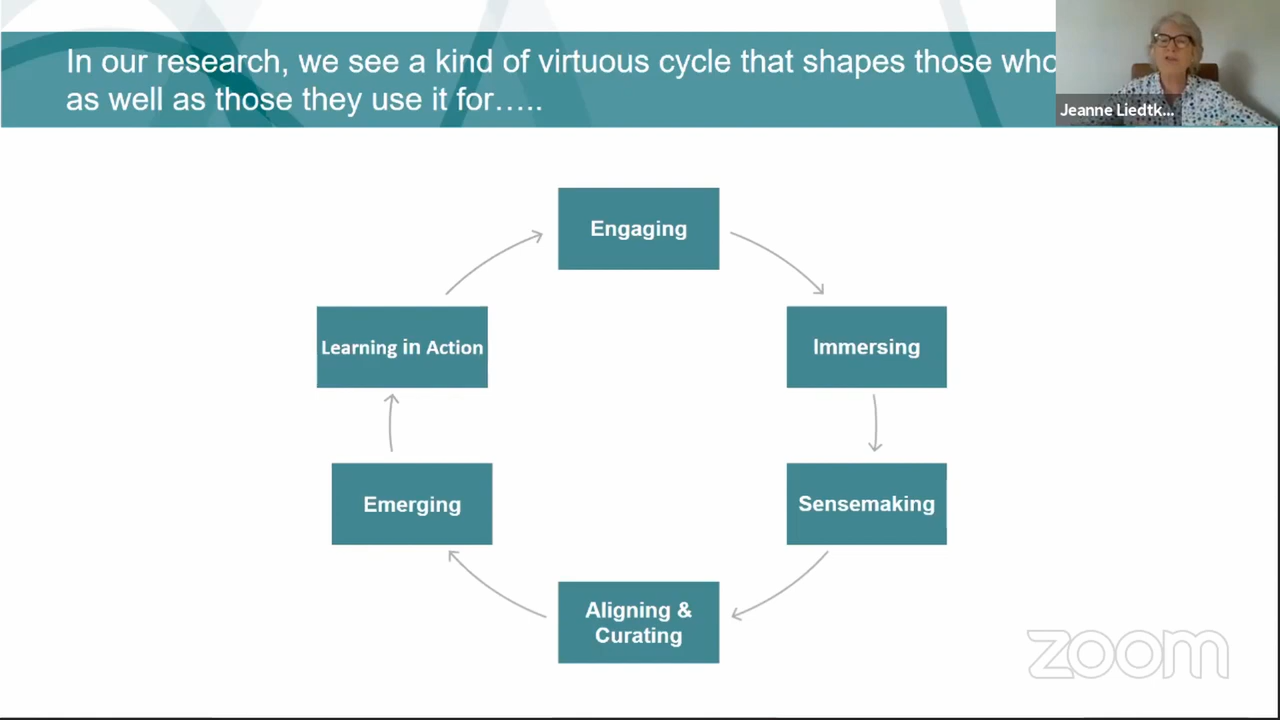 In our research, we see a kind of virtuous cycle that shapes those who
as well as those they use it for…..
Jeanne Liedtk...
Engaging
Learning in Action
Immersing
Emerging
Sensemaking
Aligning &
Curating
zoom